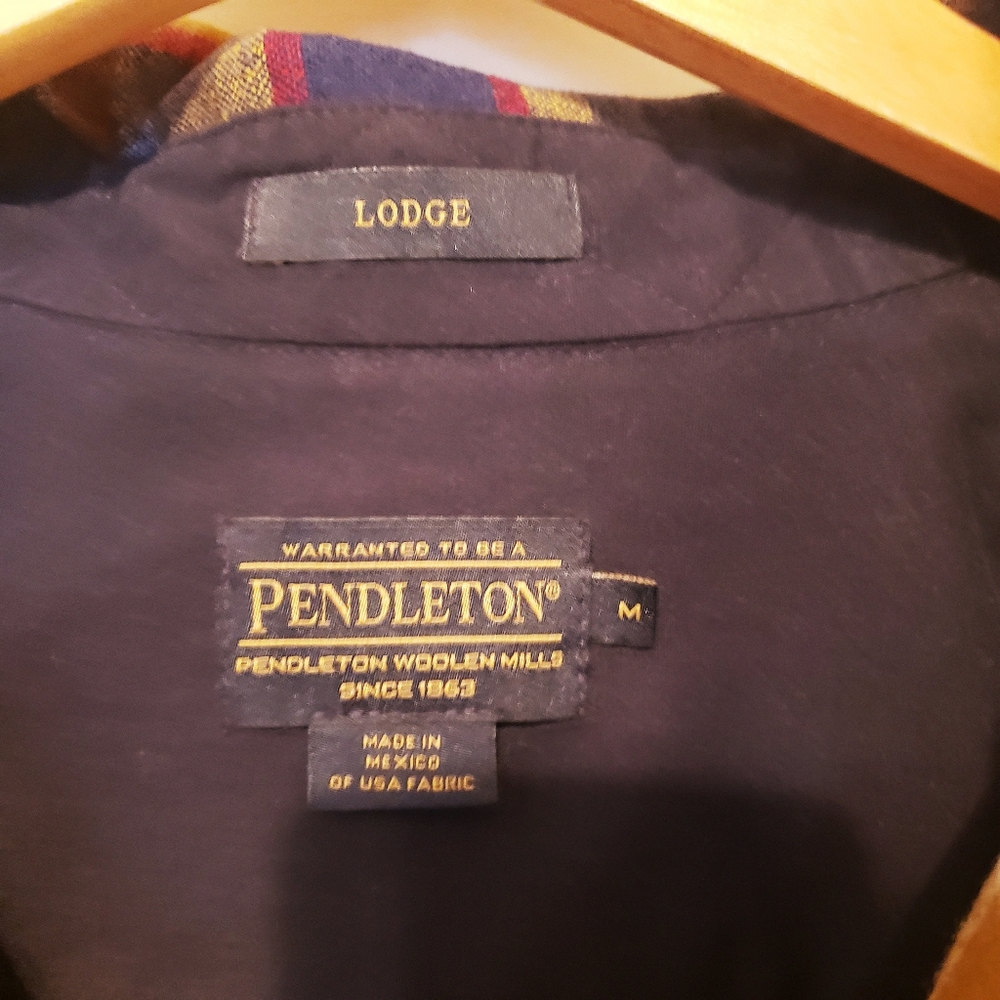 LODGE
WARRANTED TO BE A
PENDLETON®
M
PENDLETON WOOLEN MILLS
SINCE 1863
MADE IN
MEXICO
OF USA FABRIC